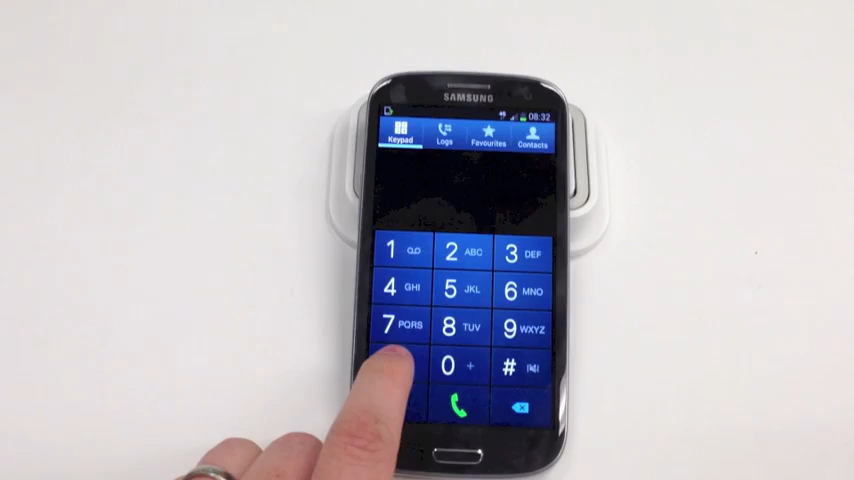 SAMSUNG
4G 08:32
Keypad Logs Favourites Contacts
1 2 ABC 3 DEF
4 GHI 5 JKL 6 MNO
7 PQRS 8 TUV 9 WXYZ
0 + #